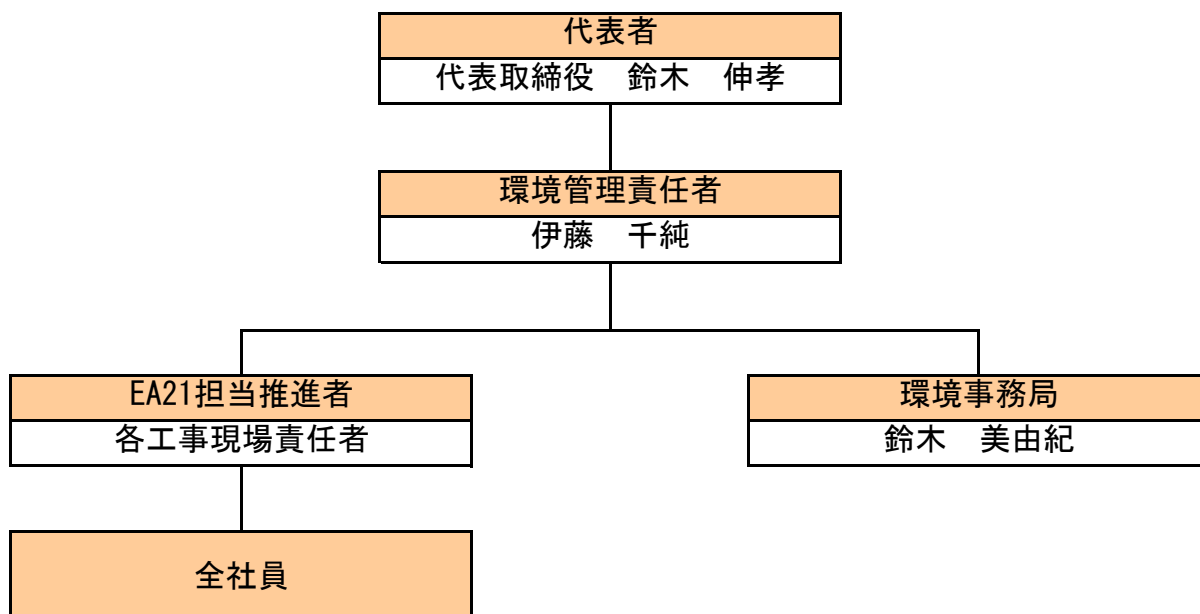 代表者
代表取締役　鈴木　伸孝
環境管理責任者
伊藤　千純
EA21担当推進者
各工事現場責任者
環境事務局
鈴木　美由紀
全社員